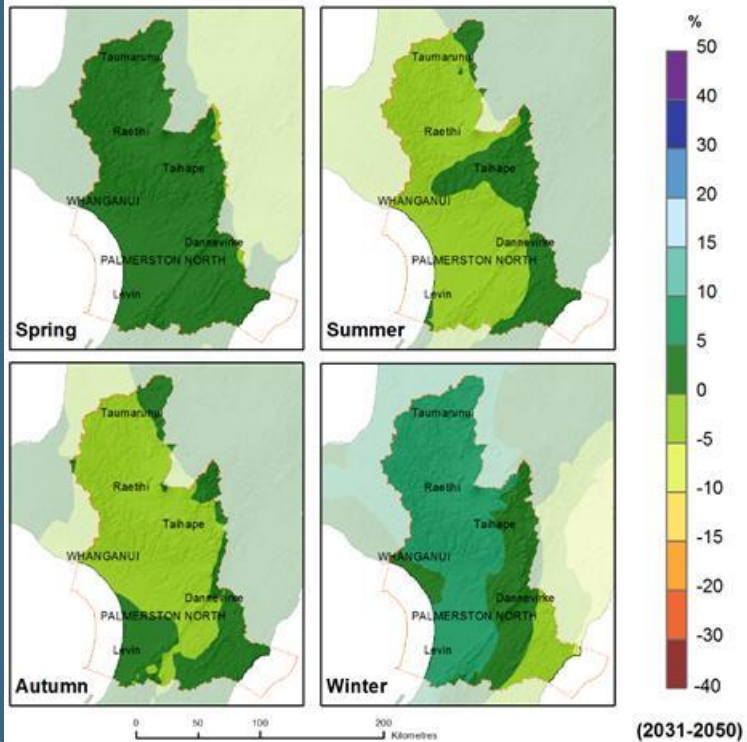 Taumarunui
Raetihi
Taihape
WHANGANUI
Dannevirke
PALMERSTON NORTH
Levin
Spring
Taumarunui
Raetihi
Taihape
WHANGANUI
Dannevirke
PALMERSTON NORTH
Levin
Summer
Taumarunui
Raetihi
Taihape
WHANGANUI
Dannevirke
PALMERSTON NORTH
Levin
Autumn
Taumarunui
Raetihi
Taihape
WHANGANUI
Dannevirke
PALMERSTON NORTH
Levin
Winter
%
50
40
30
20
15
10
5
0
-5
-10
-15
-20
-30
-40
0 50 100 200
Kilometres
(2031-2050)